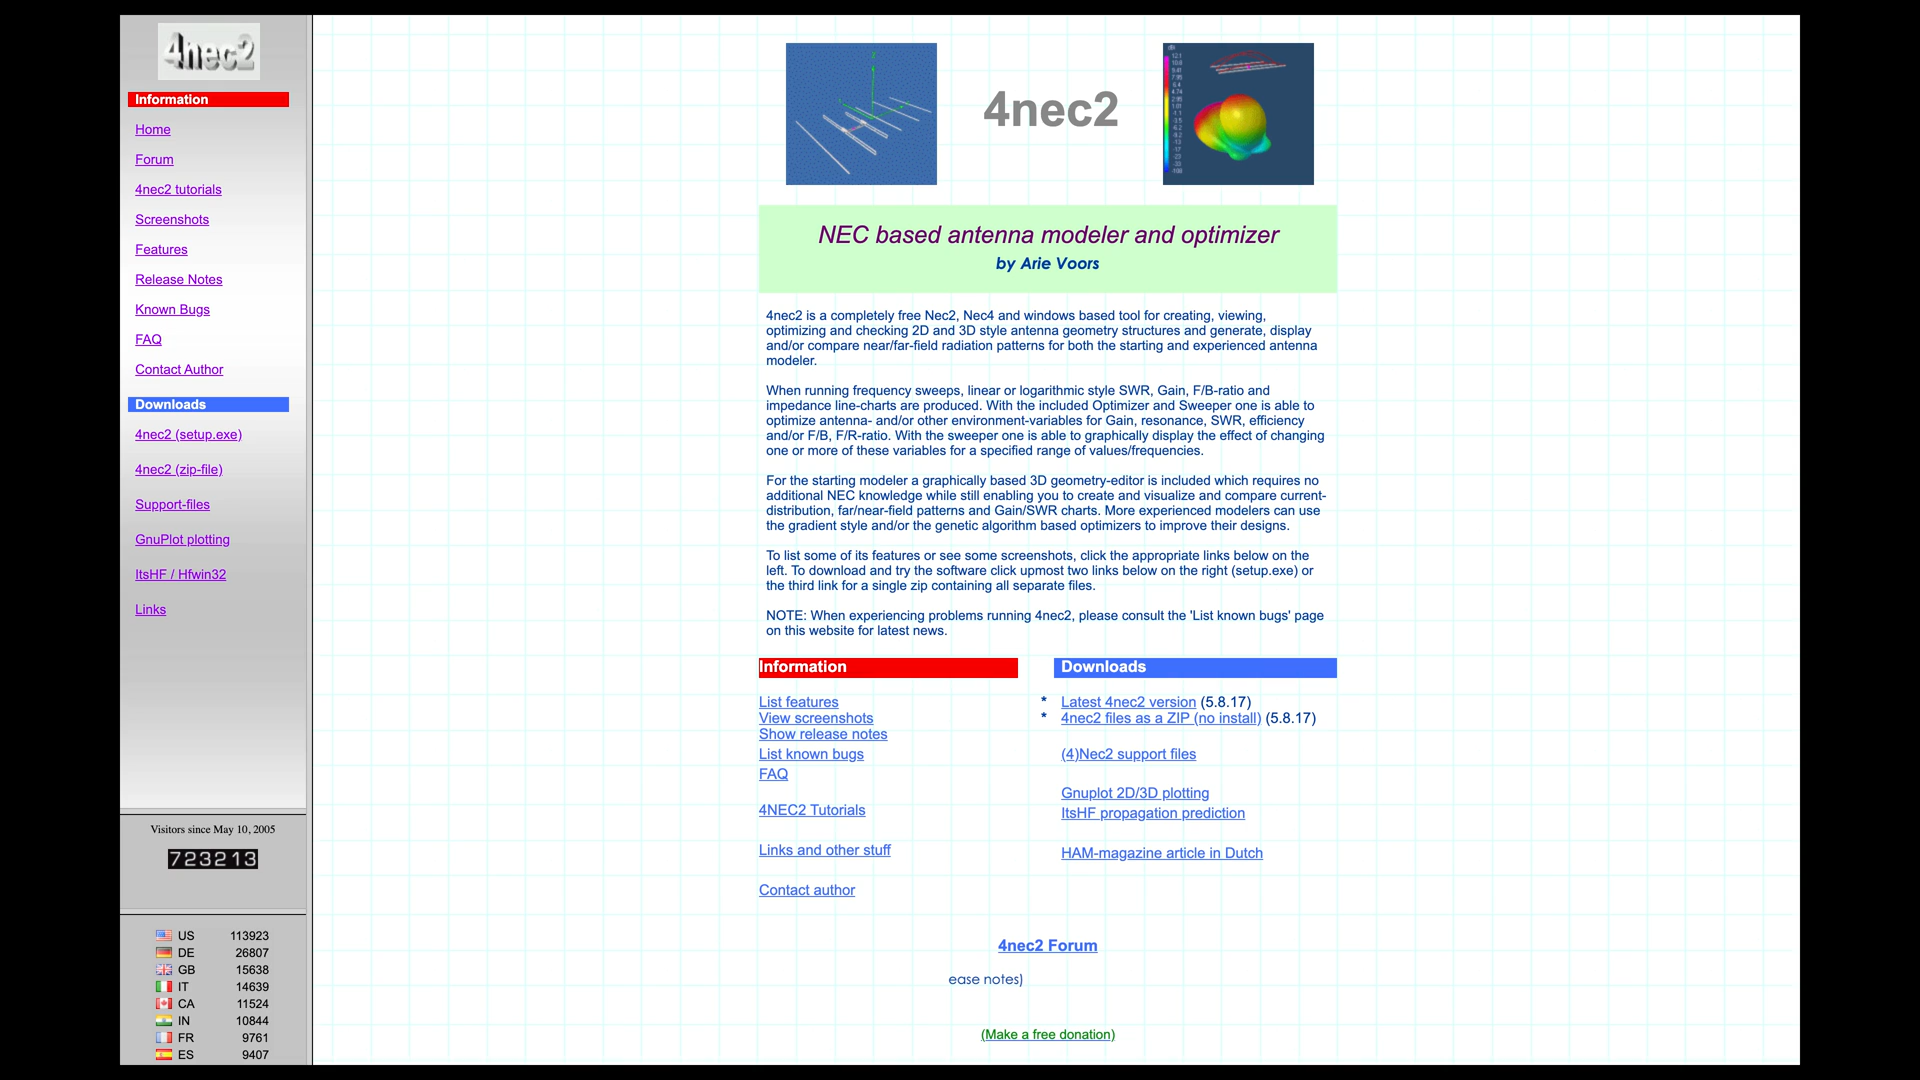 4nec2
Information
Home
Forum
4nec2 tutorials
Screenshots
Features
Release Notes
Known Bugs
FAQ
Contact Author
Downloads
4nec2 (setup.exe)
4nec2 (zip-file)
Support-files
GnuPlot plotting
ItsHF / Hfwin32
Links
Visitors since May 10, 2005
723213
US 113923
DE 26807
GB 15638
IT 14639
CA 11524
IN 10844
FR 9761
ES 9407
4nec2
NEC based antenna modeler and optimizer
by Arie Voors
4nec2 is a completely free Nec2, Nec4 and windows based tool for creating, viewing,
optimizing and checking 2D and 3D style antenna geometry structures and generate, display
and/or compare near/far-field radiation patterns for both the starting and experienced antenna
modeler.
When running frequency sweeps, linear or logarithmic style SWR, Gain, F/B-ratio and
impedance line-charts are produced. With the included Optimizer and Sweeper one is able to
optimize antenna- and/or other environment-variables for Gain, resonance, SWR, efficiency
and/or F/B, F/R-ratio. With the sweeper one is able to graphically display the effect of changing
one or more of these variables for a specified range of values/frequencies.
For the starting modeler a graphically based 3D geometry-editor is included which requires no
additional NEC knowledge while still enabling you to create and visualize and compare current-
distribution, far/near-field patterns and Gain/SWR charts. More experienced modelers can use
the gradient style and/or the genetic algorithm based optimizers to improve their designs.
To list some of its features or see some screenshots, click the appropriate links below on the
left. To download and try the software click upmost two links below on the right (setup.exe) or
the third link for a single zip containing all separate files.
NOTE: When experiencing problems running 4nec2, please consult the 'List known bugs' page
on this website for latest news.
Information
List features
View screenshots
Show release notes
List known bugs
FAQ
4NEC2 Tutorials
Links and other stuff
Contact author
Downloads
* Latest 4nec2 version (5.8.17)
* 4nec2 files as a ZIP (no install) (5.8.17)
(4)Nec2 support files
Gnuplot 2D/3D plotting
ItsHF propagation prediction
HAM-magazine article in Dutch
4nec2 Forum
ease notes)
(Make a free donation)